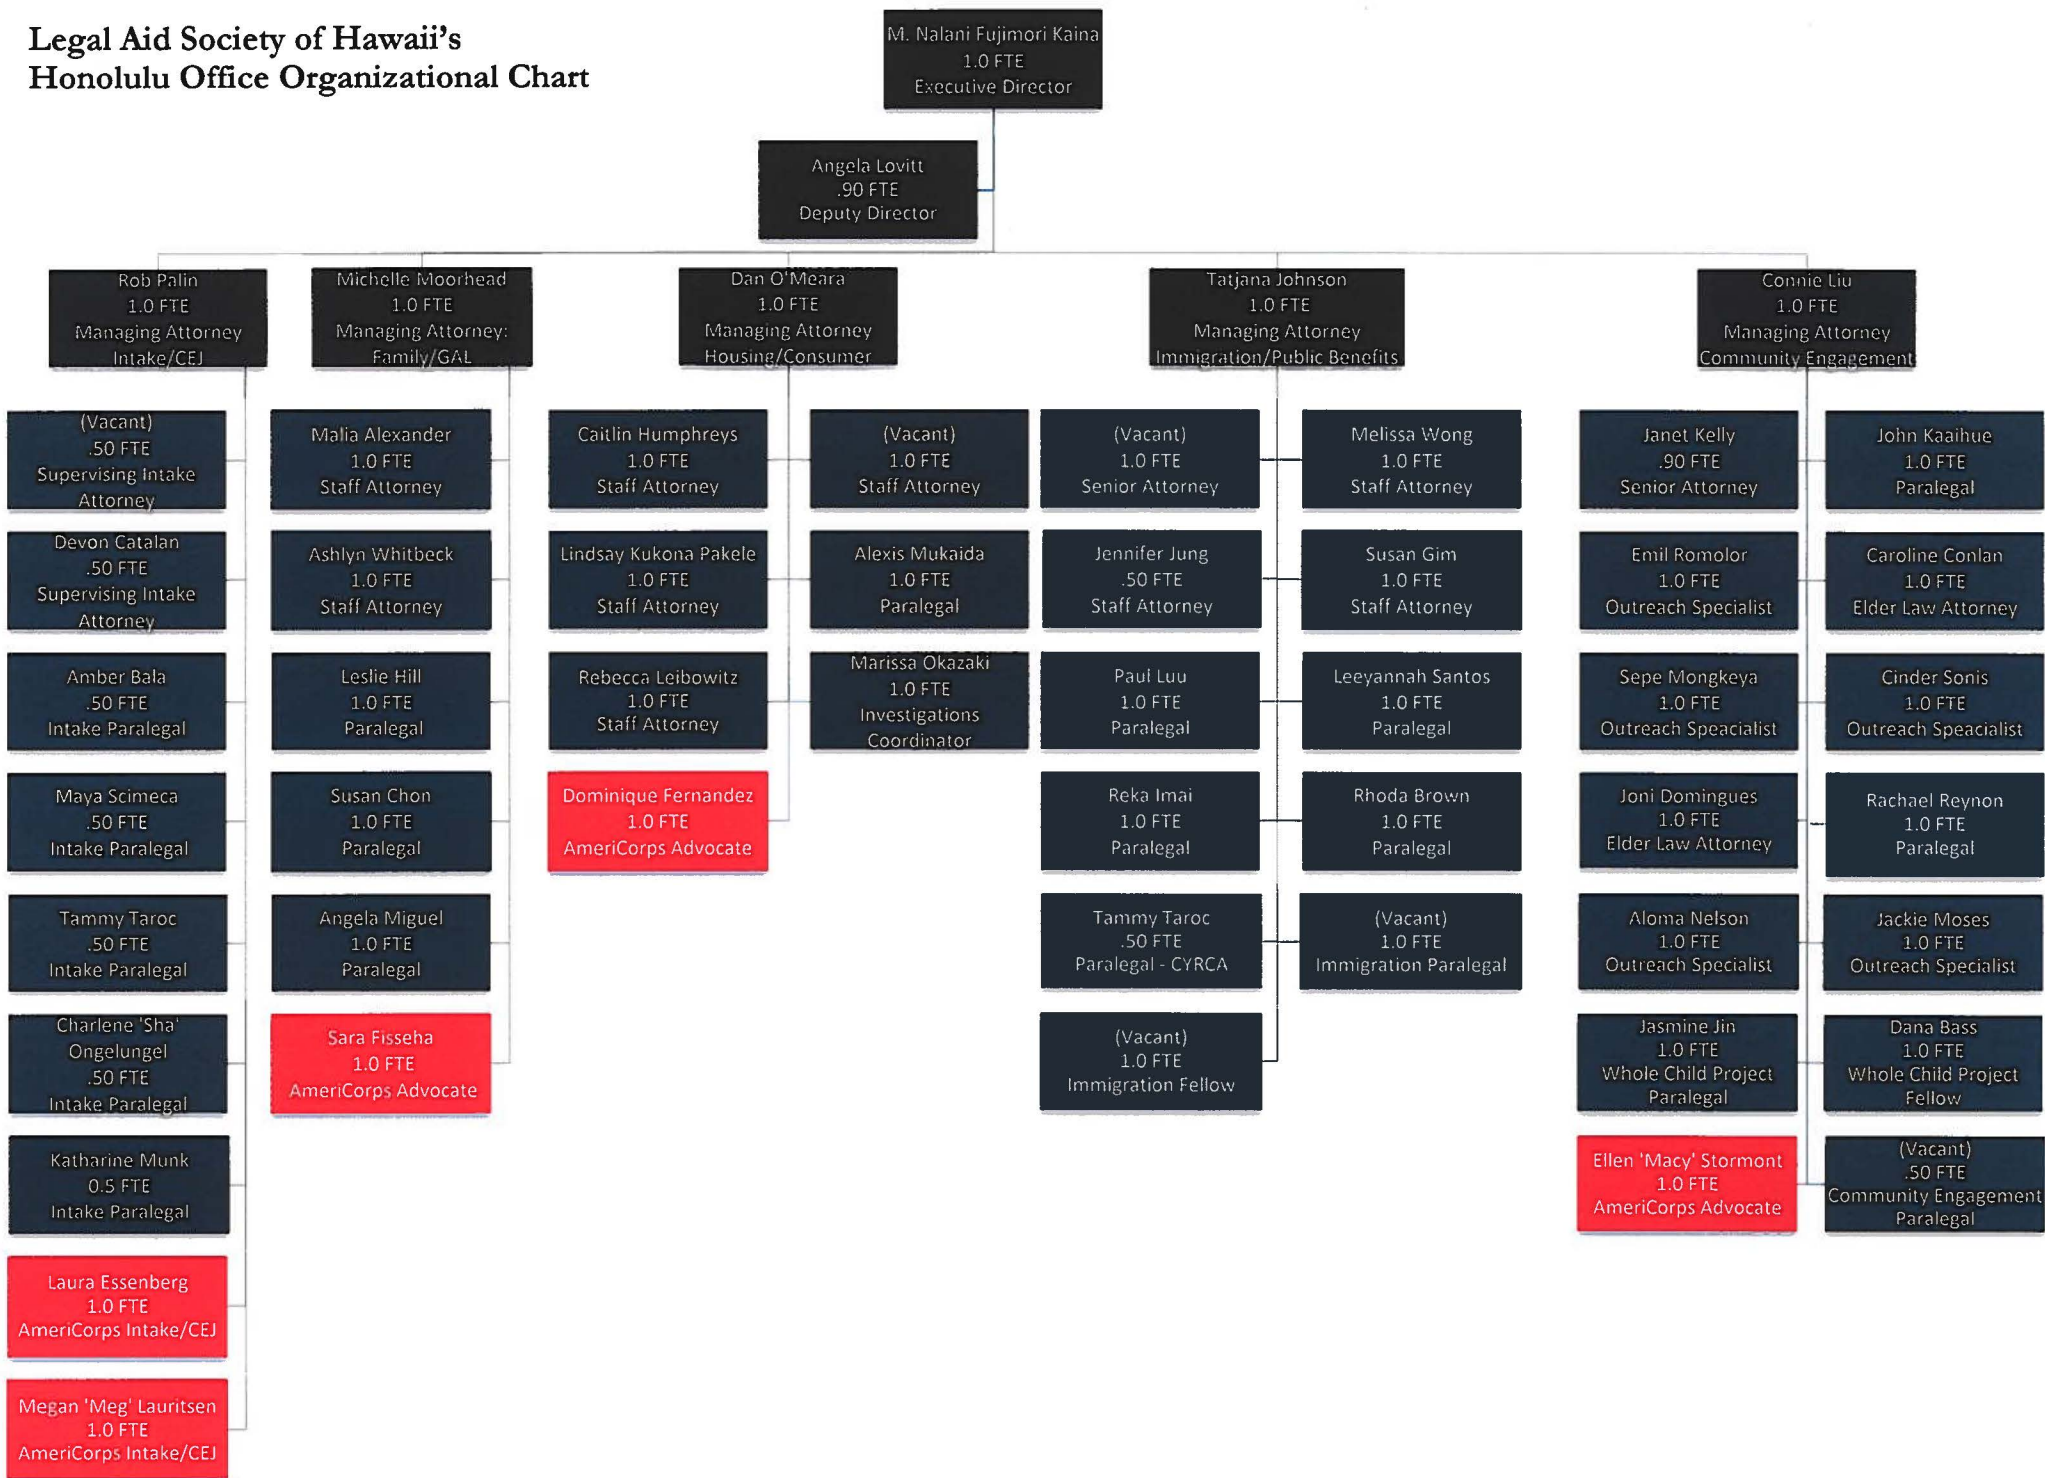 Legal Aid Society of Hawaii's
Honolulu Office Organizational Chart
M. Nalani Fujimori Kaina
1.0 FTE
Executive Director
Angela Lovitt
.90 FTE
Deputy Director
Rob Palin
1.0 FTE
Managing Attorney
Intake/CEJ
(Vacant)
.50 FTE
Supervising Intake
Attorney
Devon Catalan
.50 FTE
Supervising Intake
Attorney
Amber Bala
.50 FTE
Intake Paralegal
Maya Scimeca
.50 FTE
Intake Paralegal
Tammy Taroc
.50 FTE
Intake Paralegal
Charlene 'Sha'
Ongelungel
.50 FTE
Intake Paralegal
Katharine Munk
0.5 FTE
Intake Paralegal
Laura Essenberg
1.0 FTE
AmeriCorps Intake/CEJ
Megan 'Meg' Lauritsen
1.0 FTE
AmeriCorps Intake/CEJ
Michelle Moorhead
1.0 FTE
Managing Attorney:
Family/GAL
Malia Alexander
1.0 FTE
Staff Attorney
Ashlyn Whitbeck
1.0 FTE
Staff Attorney
Leslie Hill
1.0 FTE
Paralegal
Susan Chon
1.0 FTE
Paralegal
Angela Miguel
1.0 FTE
Paralegal
Sara Fisseha
1.0 FTE
AmeriCorps Advocate
Dan O'Meara
1.0 FTE
Managing Attorney
Housing/Consumer
Caitlin Humphreys
1.0 FTE
Staff Attorney
(Vacant)
1.0 FTE
Staff Attorney
Lindsay Kukona Pakele
1.0 FTE
Staff Attorney
Alexis Mukaida
1.0 FTE
Paralegal
Rebecca Leibowitz
1.0 FTE
Staff Attorney
Marissa Okazaki
1.0 FTE
Investigations
Coordinator
Dominique Fernandez
1.0 FTE
AmeriCorps Advocate
Tatjana Johnson
1.0 FTE
Managing Attorney
Immigration/Public Benefits
(Vacant)
1.0 FTE
Senior Attorney
Melissa Wong
1.0 FTE
Staff Attorney
Jennifer Jung
.50 FTE
Staff Attorney
Susan Gim
1.0 FTE
Staff Attorney
Paul Luu
1.0 FTE
Paralegal
Leeyannah Santos
1.0 FTE
Paralegal
Reka Imai
1.0 FTE
Paralegal
Rhoda Brown
1.0 FTE
Paralegal
Tammy Taroc
.50 FTE
Paralegal - CYRCA
(Vacant)
1.0 FTE
Immigration Paralegal
(Vacant)
1.0 FTE
Immigration Fellow
Connie Liu
1.0 FTE
Managing Attorney
Community Engagement
Janet Kelly
.90 FTE
Senior Attorney
John Kaaihue
1.0 FTE
Paralegal
Emil Romolor
1.0 FTE
Outreach Specialist
Caroline Conlan
1.0 FTE
Elder Law Attorney
Sepe Mongkeya
1.0 FTE
Outreach Speacialist
Cinder Sonis
1.0 FTE
Outreach Speacialist
Joni Domingues
1.0 FTE
Elder Law Attorney
Rachael Reynon
1.0 FTE
Paralegal
Aloma Nelson
1.0 FTE
Outreach Specialist
Jackie Moses
1.0 FTE
Outreach Specialist
Jasmine Jin
1.0 FTE
Whole Child Project
Paralegal
Dana Bass
1.0 FTE
Whole Child Project
Fellow
Ellen 'Macy' Stormont
1.0 FTE
AmeriCorps Advocate
(Vacant)
.50 FTE
Community Engagement
Paralegal